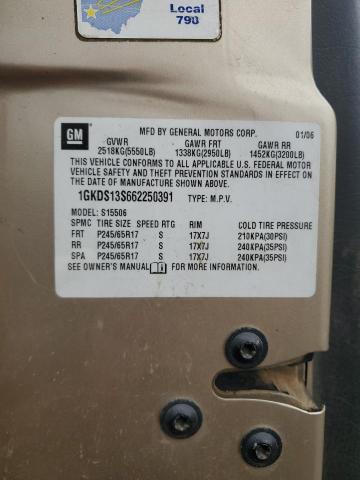 Local
798
GM
MFD BY GENERAL MOTORS CORP. 01/06
GVWR GAWR FRT GAWR RR
2518KG(5550LB) 1338KG(2950LB) 1452KG(3200LB)
THIS VEHICLE CONFORMS TO ALL APPLICABLE U.S. FEDERAL MOTOR
VEHICLE SAFETY AND THEFT PREVENTION STANDARDS IN EFFECT ON
THE DATE OF MANUFACTURE SHOWN ABOVE.
1GKDS13S662250391 TYPE: M.P.V.
MODEL: S15506
SPMC TIRE SIZE SPEED RTG RIM COLD TIRE PRESSURE
FRT P245/65R17 S 17X7J 210KPA(30PSI)
RR P245/65R17 S 17X7J 240KPA(35PSI)
SPA P245/65R17 S 17X7J 240KPA(35PSI)
SEE OWNER'S MANUAL FOR MORE INFORMATION.